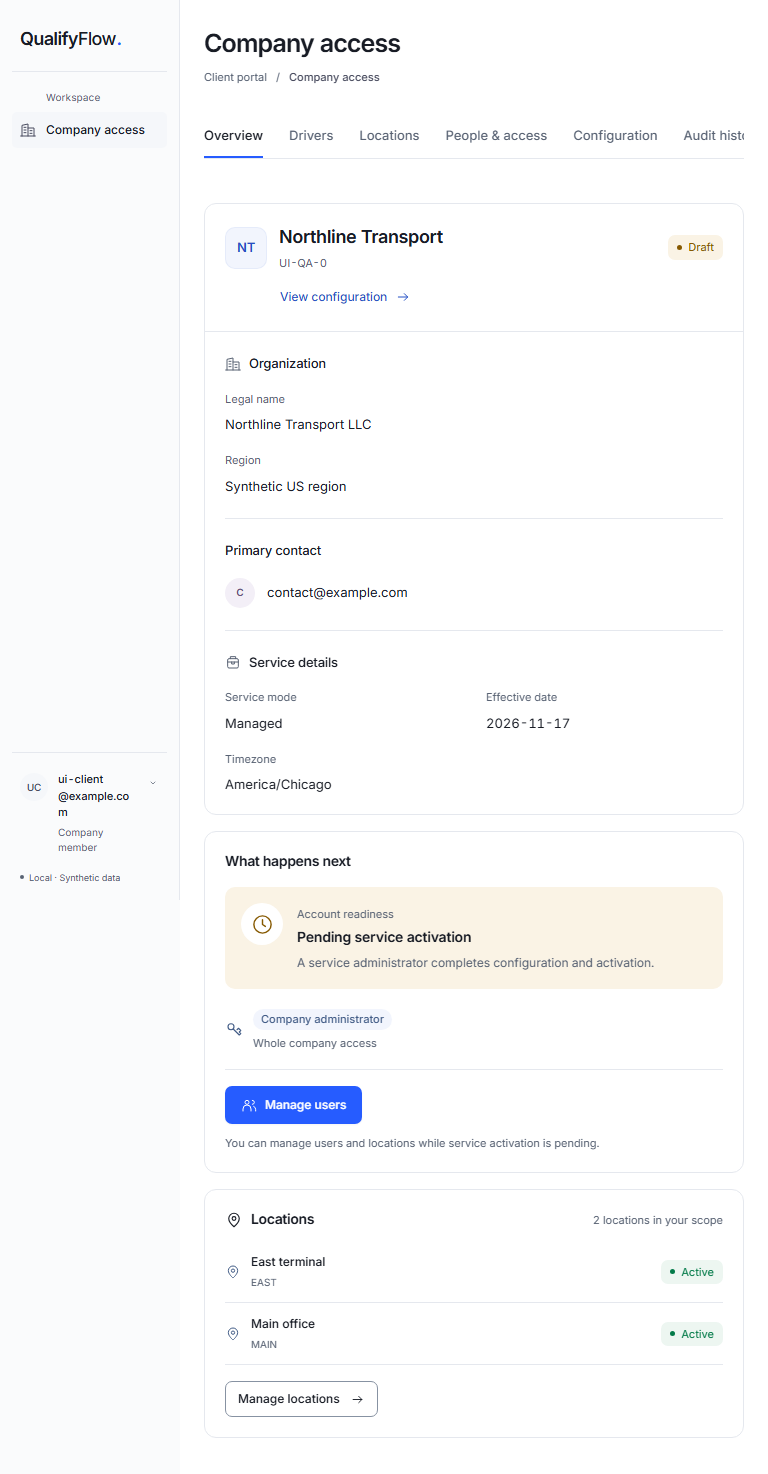 QualifyFlow.
Workspace
Company access
ui-client
@example.co
m
UC
Company
member
Local · Synthetic data
Company access
Client portal / Company access
Overview Drivers Locations People & access Configuration Audit histo
NT
Northline Transport
UI-QA-0
Draft
View configuration →
Organization
Legal name
Northline Transport LLC
Region
Synthetic US region
Primary contact
C contact@example.com
Service details
Service mode Effective date
Managed 2026-11-17
Timezone
America/Chicago
What happens next
Account readiness
Pending service activation
A service administrator completes configuration and activation.
Company administrator
Whole company access
Manage users
You can manage users and locations while service activation is pending.
Locations 2 locations in your scope
East terminal
EAST
Active
Main office
MAIN
Active
Manage locations →